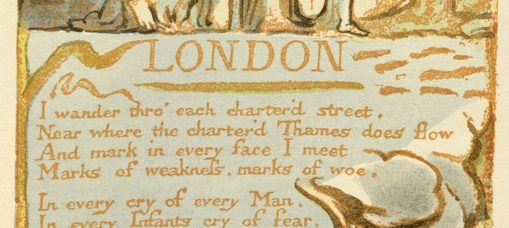 LONDON
I wander thro' each charter'd street,
Near where the charter'd Thames does flow
And mark in every face I meet
Marks of weakness, marks of woe.
In every cry of every Man.
In every Infants cry of fear.